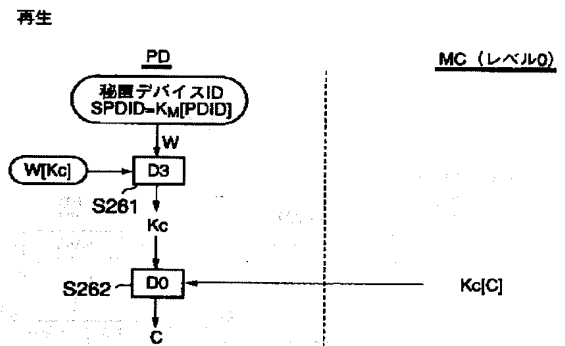 再生
PD
MC (レベル0)
秘匿デバイスID
SPDID=KM[PDID]
W
W[Kc]
D3
S261
Kc
S262
D0
Kc[C]
C